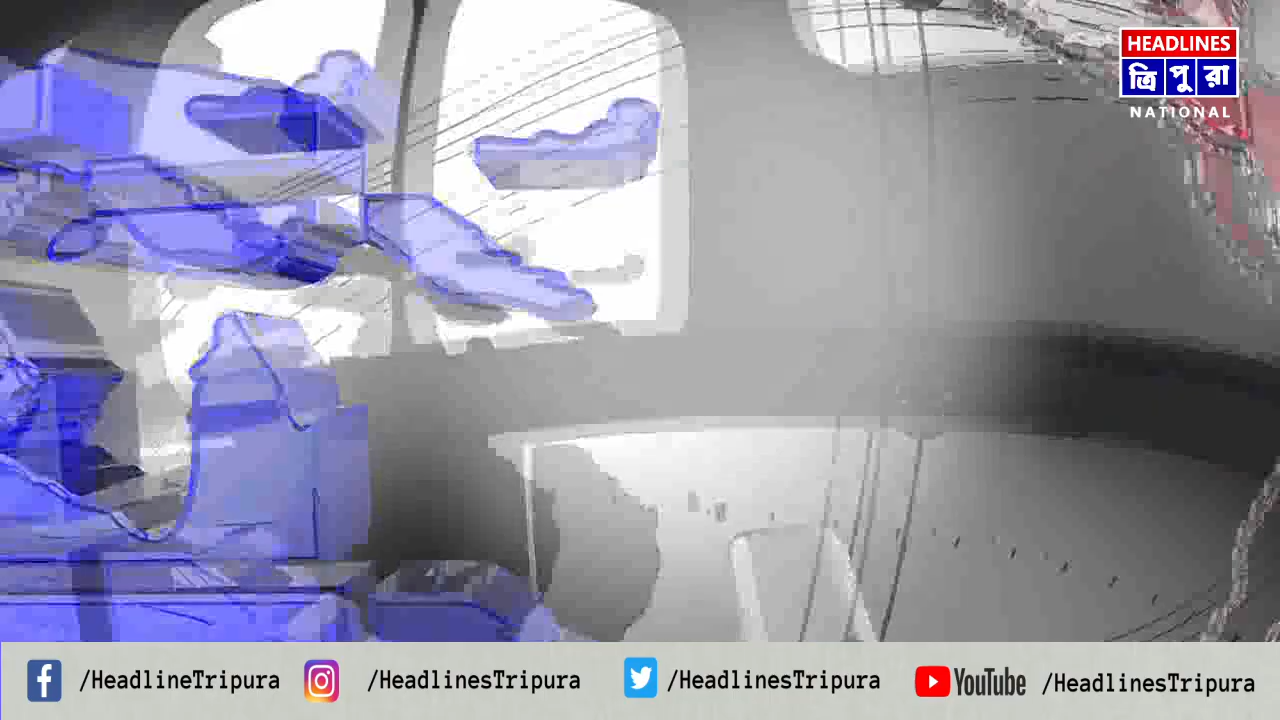 HEADLINES
ত্রিপুরা
NATIONAL
/HeadlineTripura
/HeadlinesTripura
/HeadlinesTripura
YouTube /HeadlinesTripura